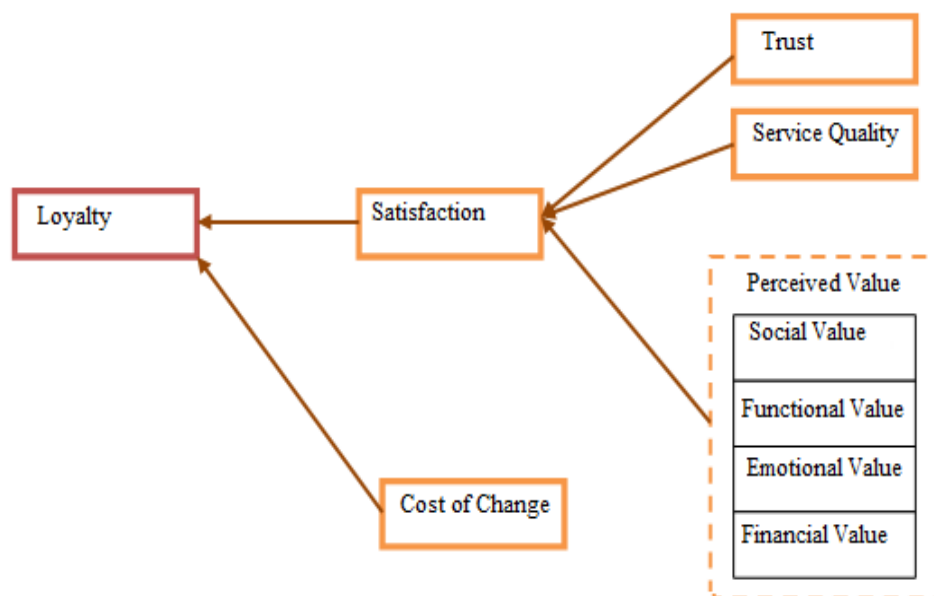 Trust
Service Quality
Loyalty
Satisfaction
Perceived Value
Social Value
Functional Value
Emotional Value
Cost of Change
Financial Value